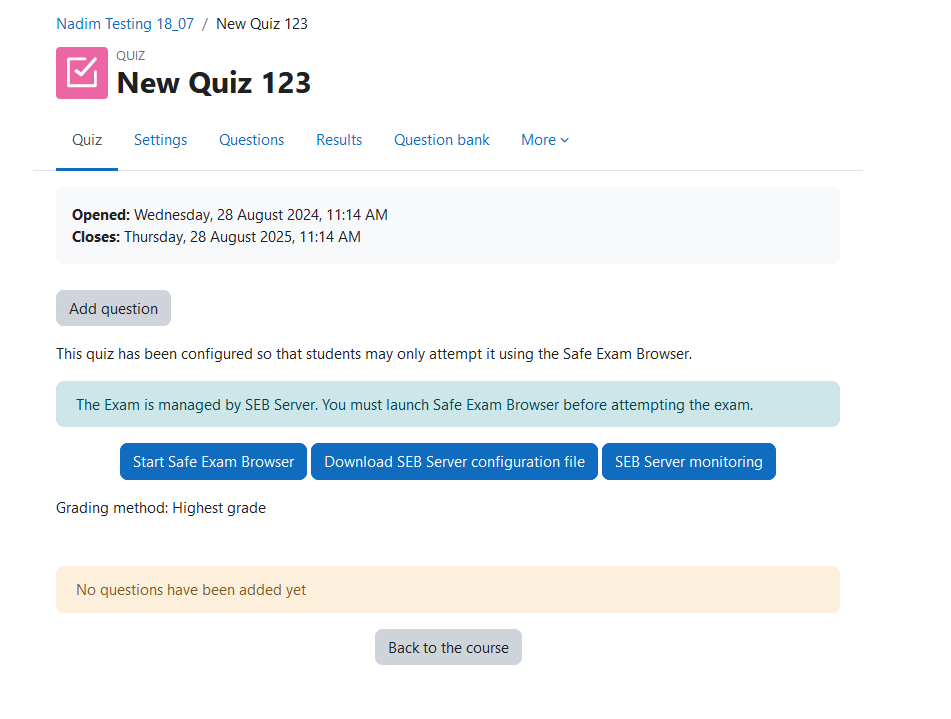 Nadim Testing 18_07 / New Quiz 123
QUIZ
New Quiz 123
Quiz Settings Questions Results Question bank More
Opened: Wednesday, 28 August 2024, 11:14 AM
Closes: Thursday, 28 August 2025, 11:14 AM
Add question
This quiz has been configured so that students may only attempt it using the Safe Exam Browser.
The Exam is managed by SEB Server. You must launch Safe Exam Browser before attempting the exam.
Start Safe Exam Browser Download SEB Server configuration file SEB Server monitoring
Grading method: Highest grade
No questions have been added yet
Back to the course